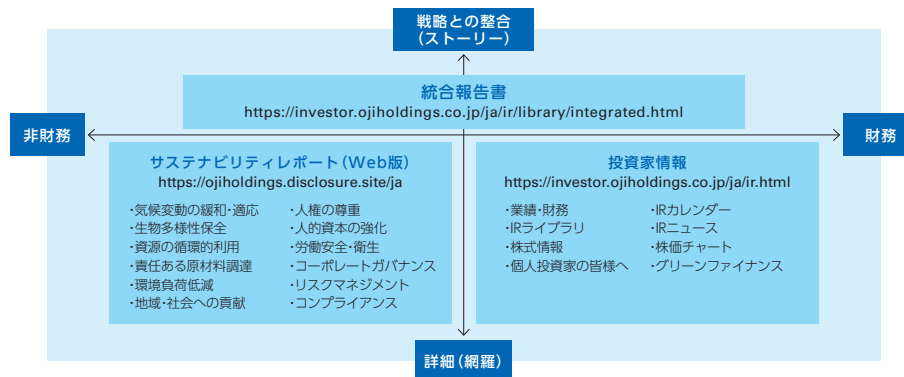 戦略との整合
(ストーリー)
統合報告書
https://investor.ojiholdings.co.jp/ja/ir/library/integrated.html
非財務
財務
サステナビリティレポート(Web版)
https://ojiholdings.disclosure.site/ja
・気候変動の緩和・適応
・生物多様性保全
・資源の循環的利用
・責任ある原材料調達
・環境負荷低減
・地域・社会への貢献
・人権の尊重
・人的資本の強化
・労働安全・衛生
・コーポレートガバナンス
・リスクマネジメント
・コンプライアンス
投資家情報
https://investor.ojiholdings.co.jp/ja/ir.html
・業績・財務
・IRライブラリ
・株式情報
・個人投資家の皆様へ
・IRカレンダー
・IRニュース
・株価チャート
・グリーンファイナンス
詳細(網羅)